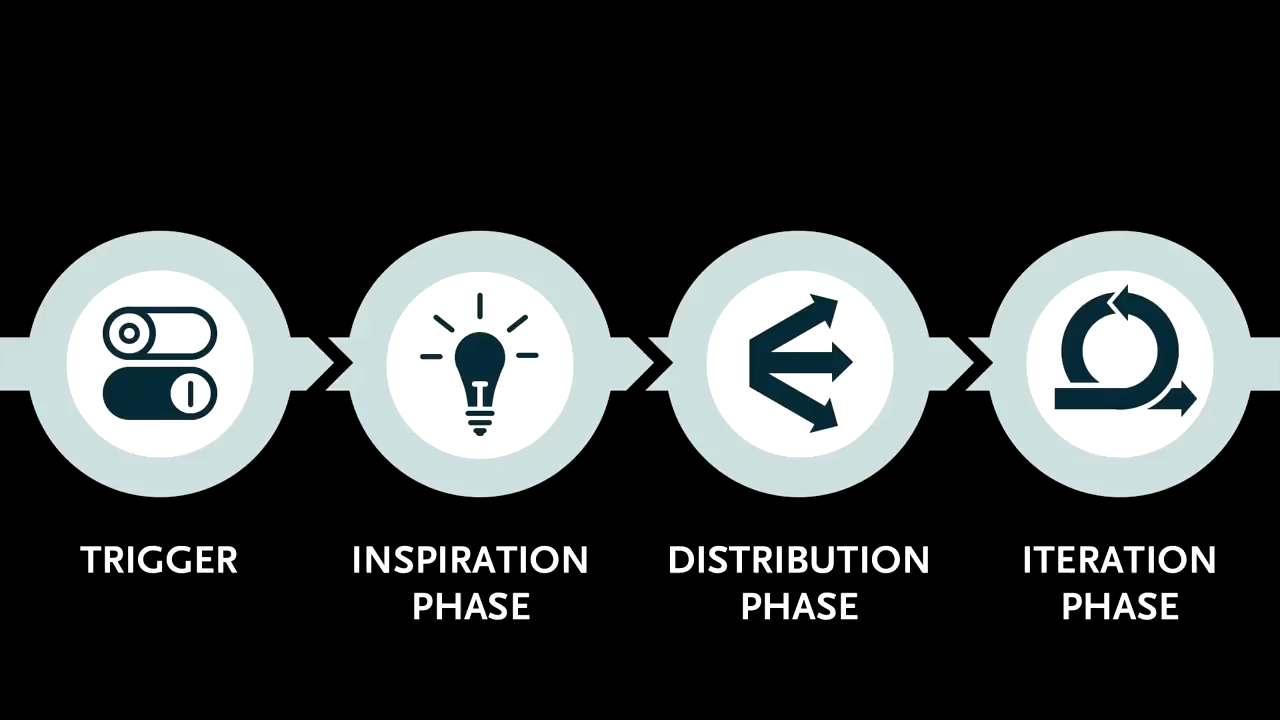 TRIGGER
INSPIRATION
PHASE
DISTRIBUTION
PHASE
ITERATION
PHASE